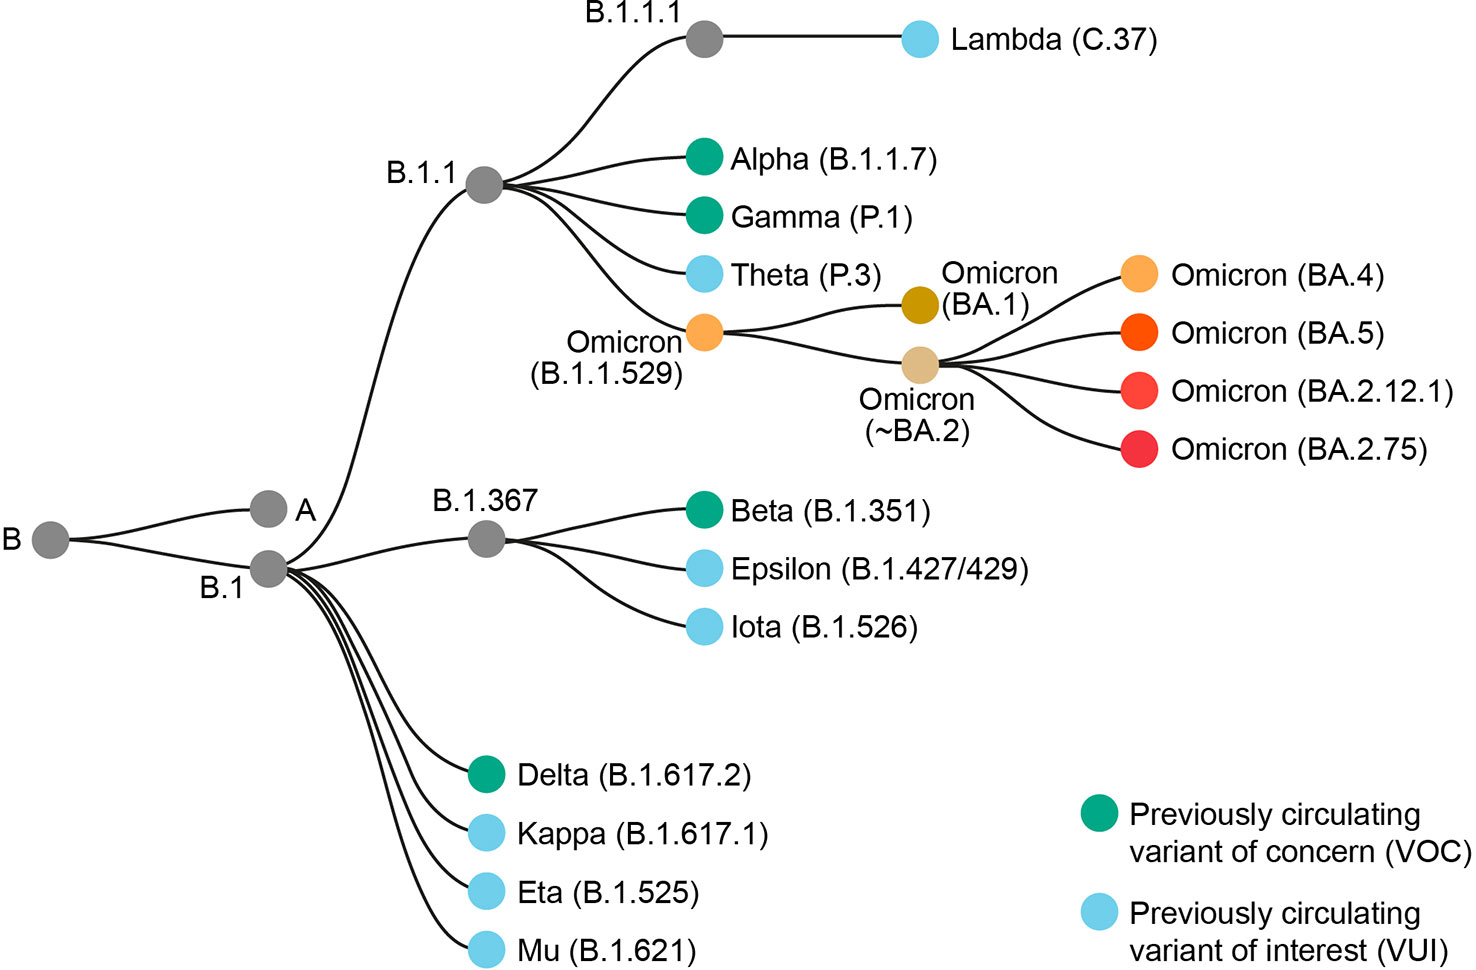 B.1.1.1
Lambda (C.37)
Alpha (B.1.1.7)
B.1.1
Gamma (P.1)
Theta (P.3)
Omicron
(BA.1)
Omicron (BA.4)
Omicron (BA.5)
Omicron
(B.1.1.529)
Omicron (BA.2.12.1)
Omicron
(~BA.2)
Omicron (BA.2.75)
B.1.367
A
Beta (B.1.351)
B
Epsilon (B.1.427/429)
B.1
Iota (B.1.526)
Delta (B.1.617.2)
Kappa (B.1.617.1)
Eta (B.1.525)
Mu (B.1.621)
Previously circulating
variant of concern (VOC)
Previously circulating
variant of interest (VUI)